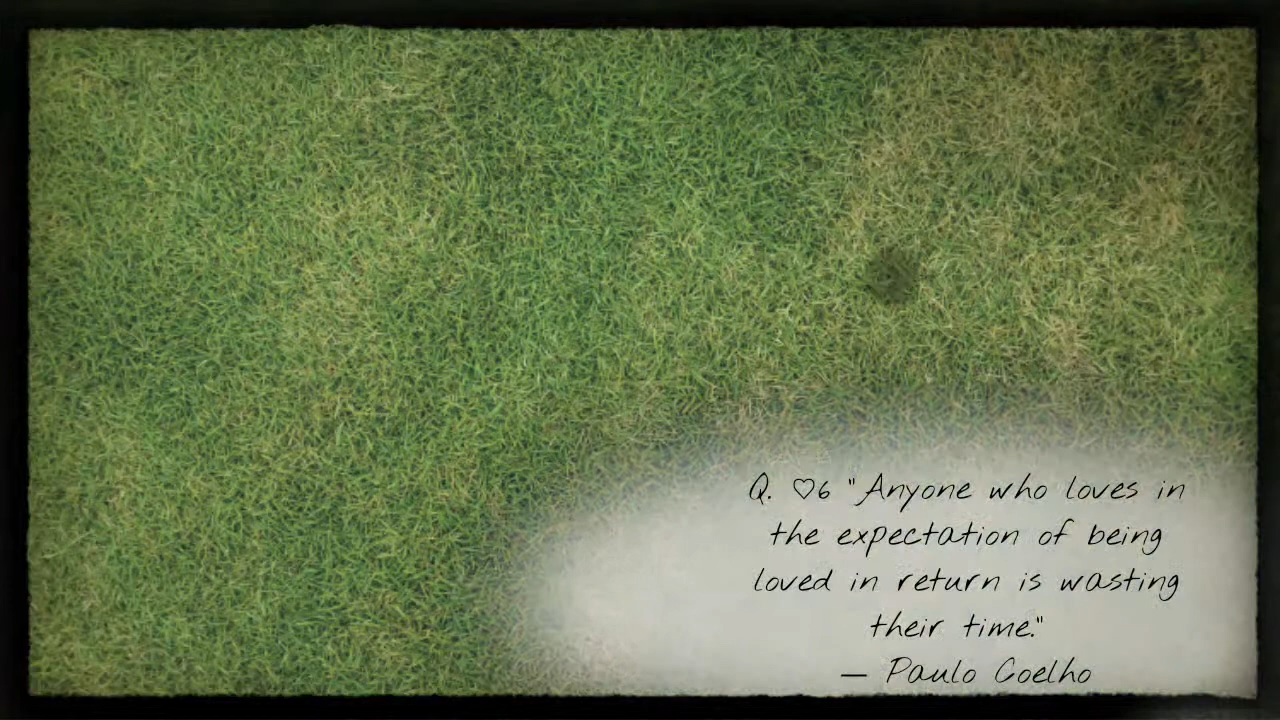 Q. ♡6 "Anyone who loves in
the expectation of being
loved in return is wasting
their time."
— Paulo Coelho